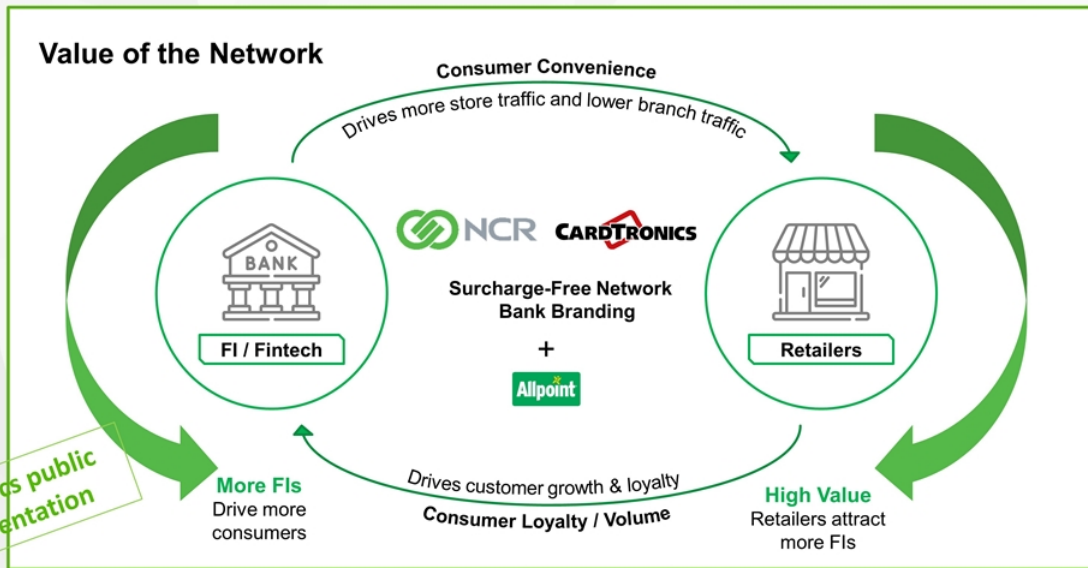 Value of the Network
Consumer Convenience
Drives more store traffic and lower branch traffic
BANK
FI / Fintech
NCR
CARDTRONICS
Surcharge-Free Network
Bank Branding
+
Allpoint
Retailers
Drives customer growth & loyalty
Consumer Loyalty / Volume
More FIs
Drive more
consumers
High Value
Retailers attract
more FIs
public